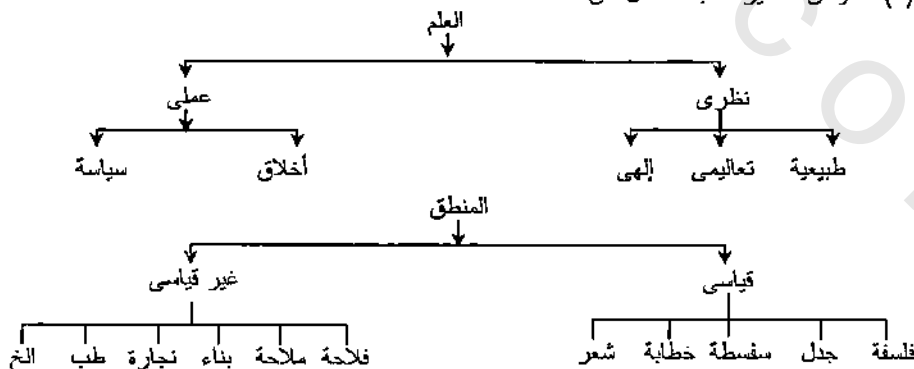 العلم
نظرى عملى
طبيعية تعاليمى إلهى أخلاق سياسة
المنطق
قياسى غير قياسى
فلسفة جدل سفسطة خطابة شعر فلاحة ملاحة بناء نجارة طب الخ